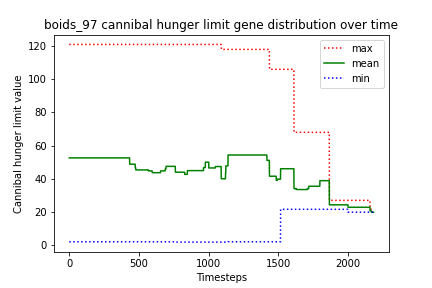 boids_97 cannibal hunger limit gene distribution over time
max
mean
min
Cannibal hunger limit value
120
100
80
60
40
20
0
0 500 1000 1500 2000
Timesteps